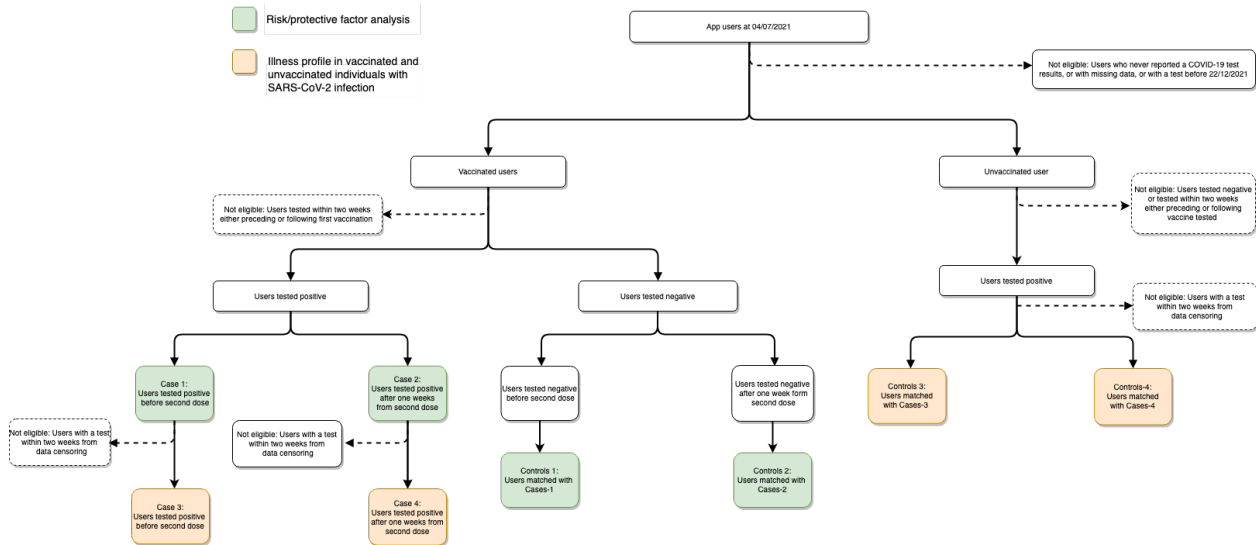 Risk/protective factor analysis
Illness profile in vaccinated and
unvaccinated individuals with
SARS-CoV-2 infection
App users at 04/07/2021
Not eligible: Users who never reported a COVID-19 test
results, or with missing data, or with a test before 22/12/2021
Vaccinated users
Unvaccinated user
Not eligible: Users tested within two weeks
either preceding or following first vaccination
Not eligible: Users tested negative
or tested within two weeks
either preceding or following
vaccine tested
Users tested positive
Users tested negative
Users tested positive
Not eligible: Users with a test
within two weeks from
data censoring
Case 1:
Users tested positive
before second dose
Case 2:
Users tested positive
after one weeks
from second dose
Users tested negative
before second dose
Users tested negative
after one week form
second dose
Controls 3:
Users matched
with Cases-3
Controls-4:
Users matched
with Cases-4
Not eligible: Users with a test
within two weeks from
data censoring
Not eligible: Users with a test
within two weeks from
data censoring
Controls 1:
Users matched with
Cases-1
Controls 2:
Users matched with
Cases-2
Case 3:
Users tested positive
before second dose
Case 4:
Users tested positive
after one weeks from
second dose